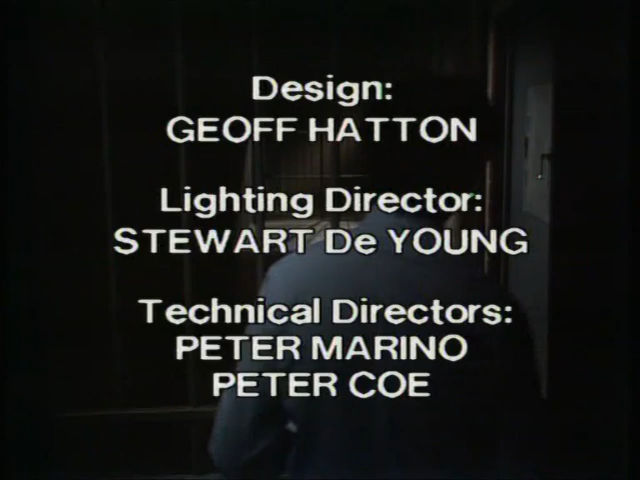 Design:
GEOFF HATTON
Lighting Director:
STEWART De YOUNG
Technical Directors:
PETER MARINO
PETER COE